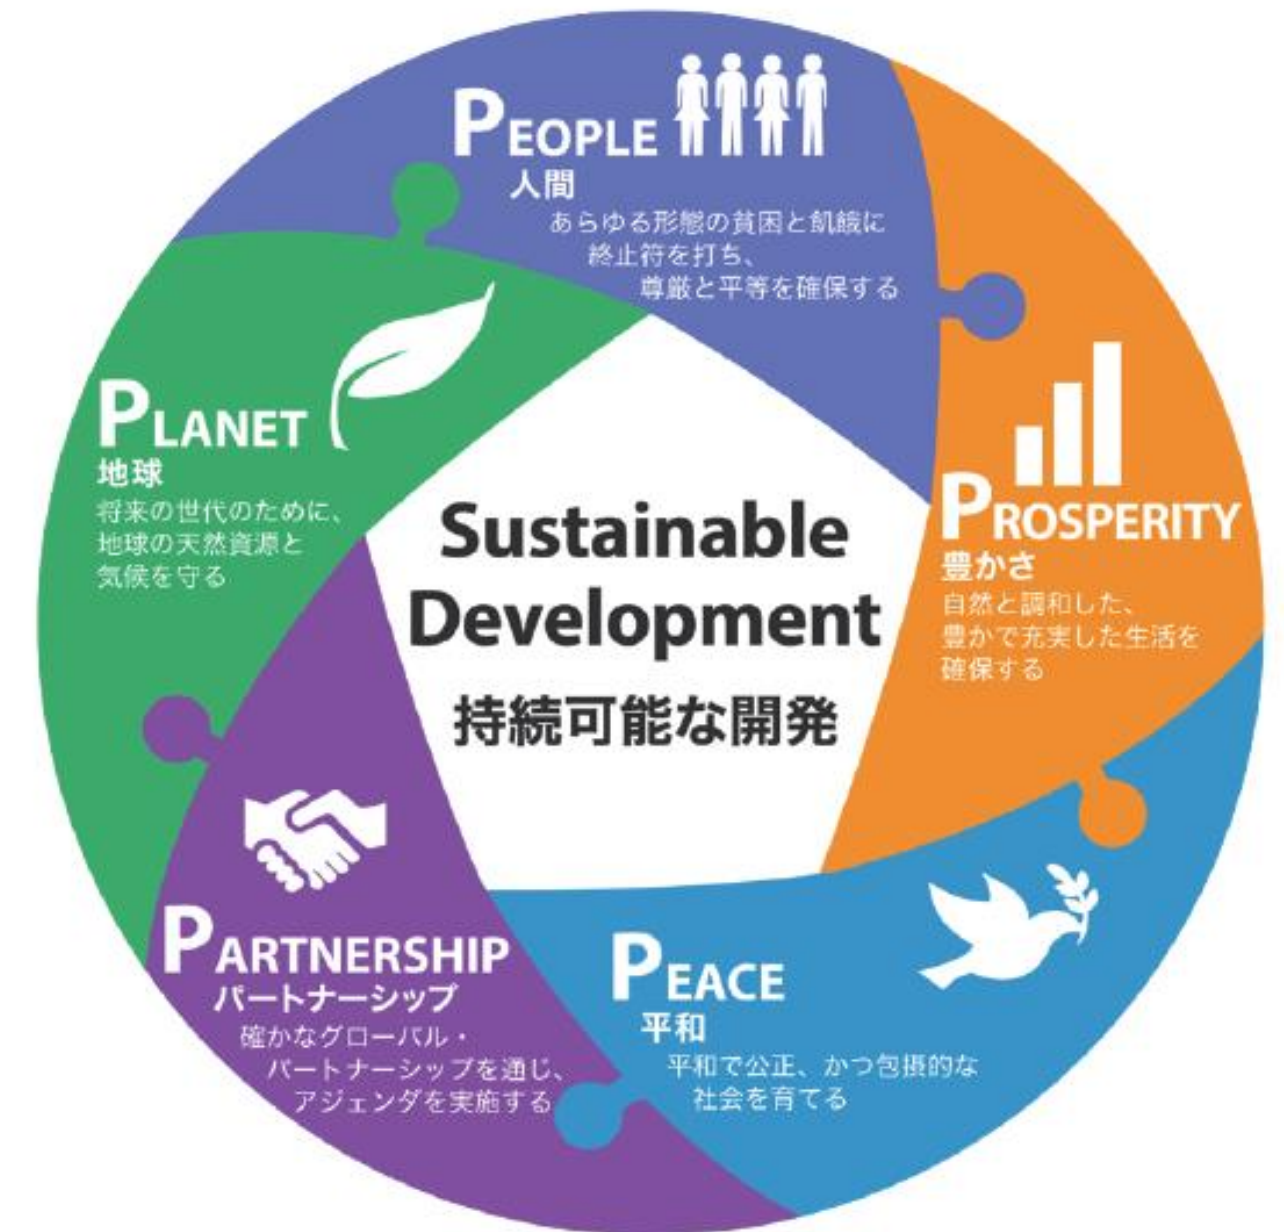 PEOPLE
人間
あらゆる形態の貧困と飢餓に
終止符を打ち、
尊厳と平等を確保する
PROSPERITY
豊かさ
自然と調和した、
豊かで充実した生活を
確保する
PEACE
平和
平和で公正、かつ包摂的な
社会を育てる
PARTNERSHIP
パートナーシップ
確かなグローバル・
パートナーシップを通じ、
アジェンダを実施する
PLANET
地球
将来の世代のために、
地球の天然資源と
気候を守る
Sustainable
Development
持続可能な開発